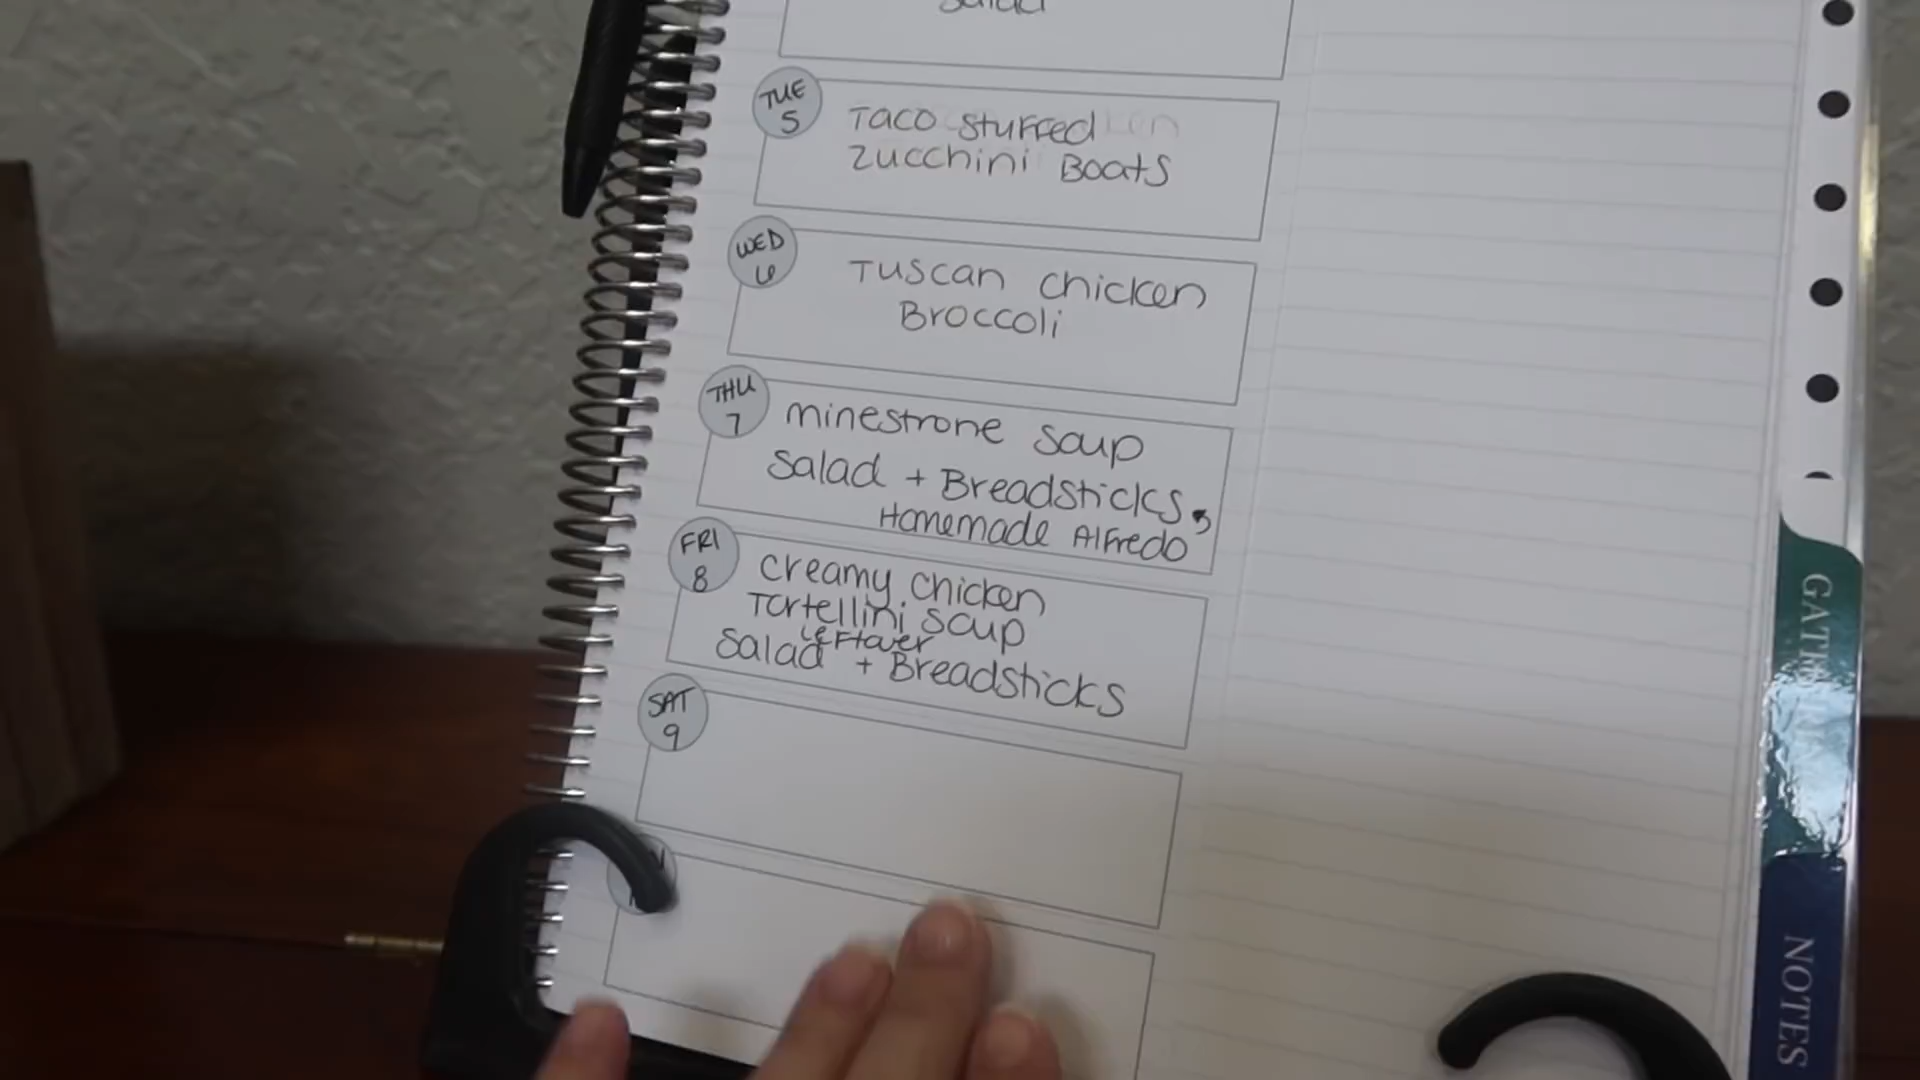 Salad
TUE
5
Taco Stuffed
Zucchini Boats
WED
6
Tuscan Chicken
Broccoli
THU
7
Minestrone Soup
Salad + Breadsticks,
Homemade Alfredo
FRI
8
Creamy Chicken
Tortellini Soup
Leftover
Salad + Breadsticks
SAT
9
NOTES